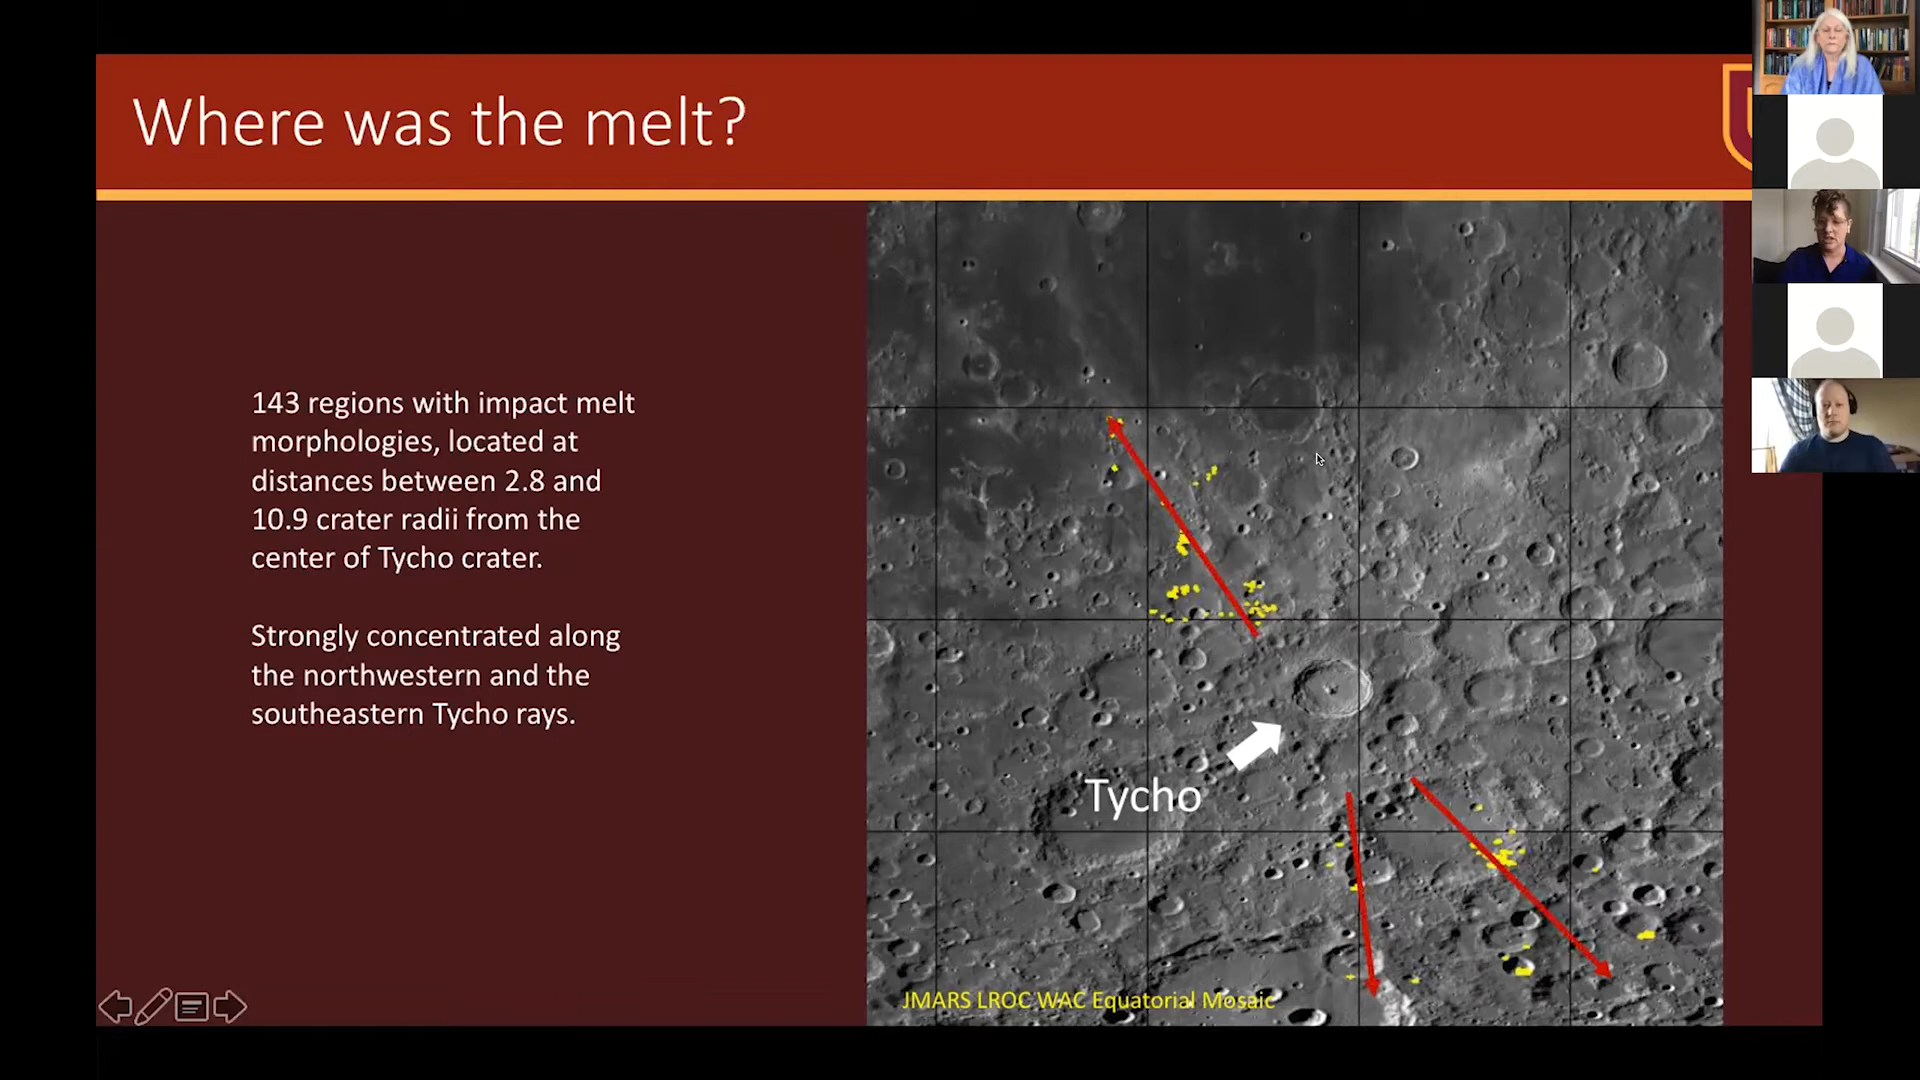 Where was the melt?
143 regions with impact melt
morphologies, located at
distances between 2.8 and
10.9 crater radii from the
center of Tycho crater.
Strongly concentrated along
the northwestern and the
southeastern Tycho rays.
Tycho
JMARS LROC WAC Equatorial Mosaic